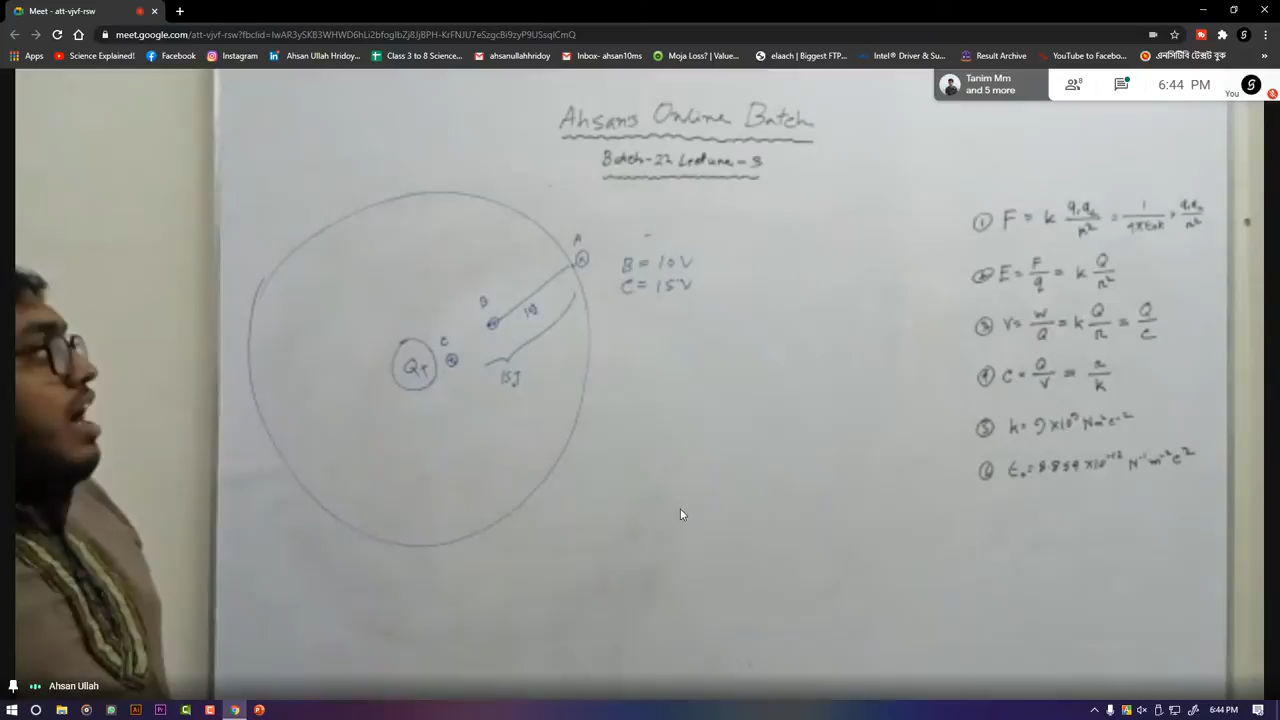 Meet - att-vjvf-rsw
meet.google.com/att-vjvf-rsw?fbclid=IwAR3ySKB3WHWD6hLi2bfogIbZj8JjBPH-KrFNJU7eSzgcBi9zyP9USsqICmQ
Apps Science Explained! Facebook Instagram Ahsan Ullah Hridoy... Class 3 to 8 Science... ahsanullahhridoy Inbox- ahsan10ms Moja Loss? | Value... elaach | Biggest FTP... Intel® Driver & Su... Result Archive YouTube to Facebo... এনসিটিবি টেক্সট বুক
Tanim Mm
and 5 more
8
6:44 PM
You
Ahsans Online Batch
Batch-22 Lecture-3
A
B = 10V
C = 15V
B
C
Q+
15J
① F = k q₁q₂/r² = 1/4πε₀k × q₁q₂/r²
② E = F/q = k Q/r²
③ V = W/Q = k Q/r = Q/C
④ C = Q/V = r/k
⑤ k = 9×10⁹ Nm²C⁻²
⑥ ε₀ = 8.854×10⁻¹² N⁻¹m⁻²C²
Ahsan Ullah
6:44 PM